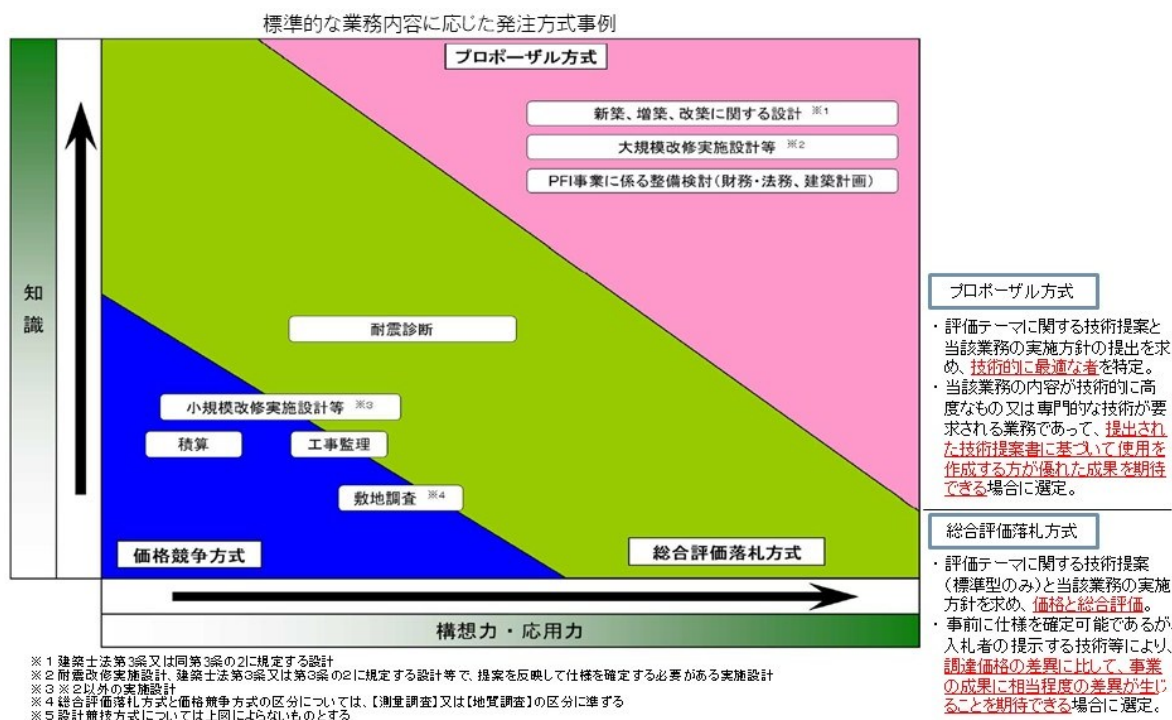 標準的な業務内容に応じた発注方式事例
プロポーザル方式
新築、増築、改築に関する設計 ※1
大規模改修実施設計等 ※2
PFI事業に係る整備検討(財務・法務、建築計画)
知識
耐震診断
小規模改修実施設計等 ※3
積算
工事監理
敷地調査 ※4
価格競争方式
総合評価落札方式
構想力・応用力
プロポーザル方式
・評価テーマに関する技術提案と
当該業務の実施方針の提出を求
め、技術的に最適な者を特定。
・当該業務の内容が技術的に高
度なもの又は専門的な技術が要
求される業務であって、提出され
た技術提案書に基づいて使用を
作成する方が優れた成果を期待
できる場合に選定。
総合評価落札方式
・評価テーマに関する技術提案
(標準型のみ)と当該業務の実施
方針を求め、価格と総合評価。
・事前に仕様を確定可能であるが、
入札者の提示する技術等により、
調達価格の差異に比して、事業
の成果に相当程度の差異が生じ
ることを期待できる場合に選定。
※1 建築士法第3条又は同第3条の2に規定する設計
※2 耐震改修実施設計、建築士法第3条又は第3条の2に規定する設計等で、提案を反映して仕様を確定する必要がある実施設計
※3 ※2以外の実施設計
※4 総合評価落札方式と価格競争方式の区分については、【測量調査】又は【地質調査】の区分に準ずる
※5 設計競技方式については上図によらないものとする